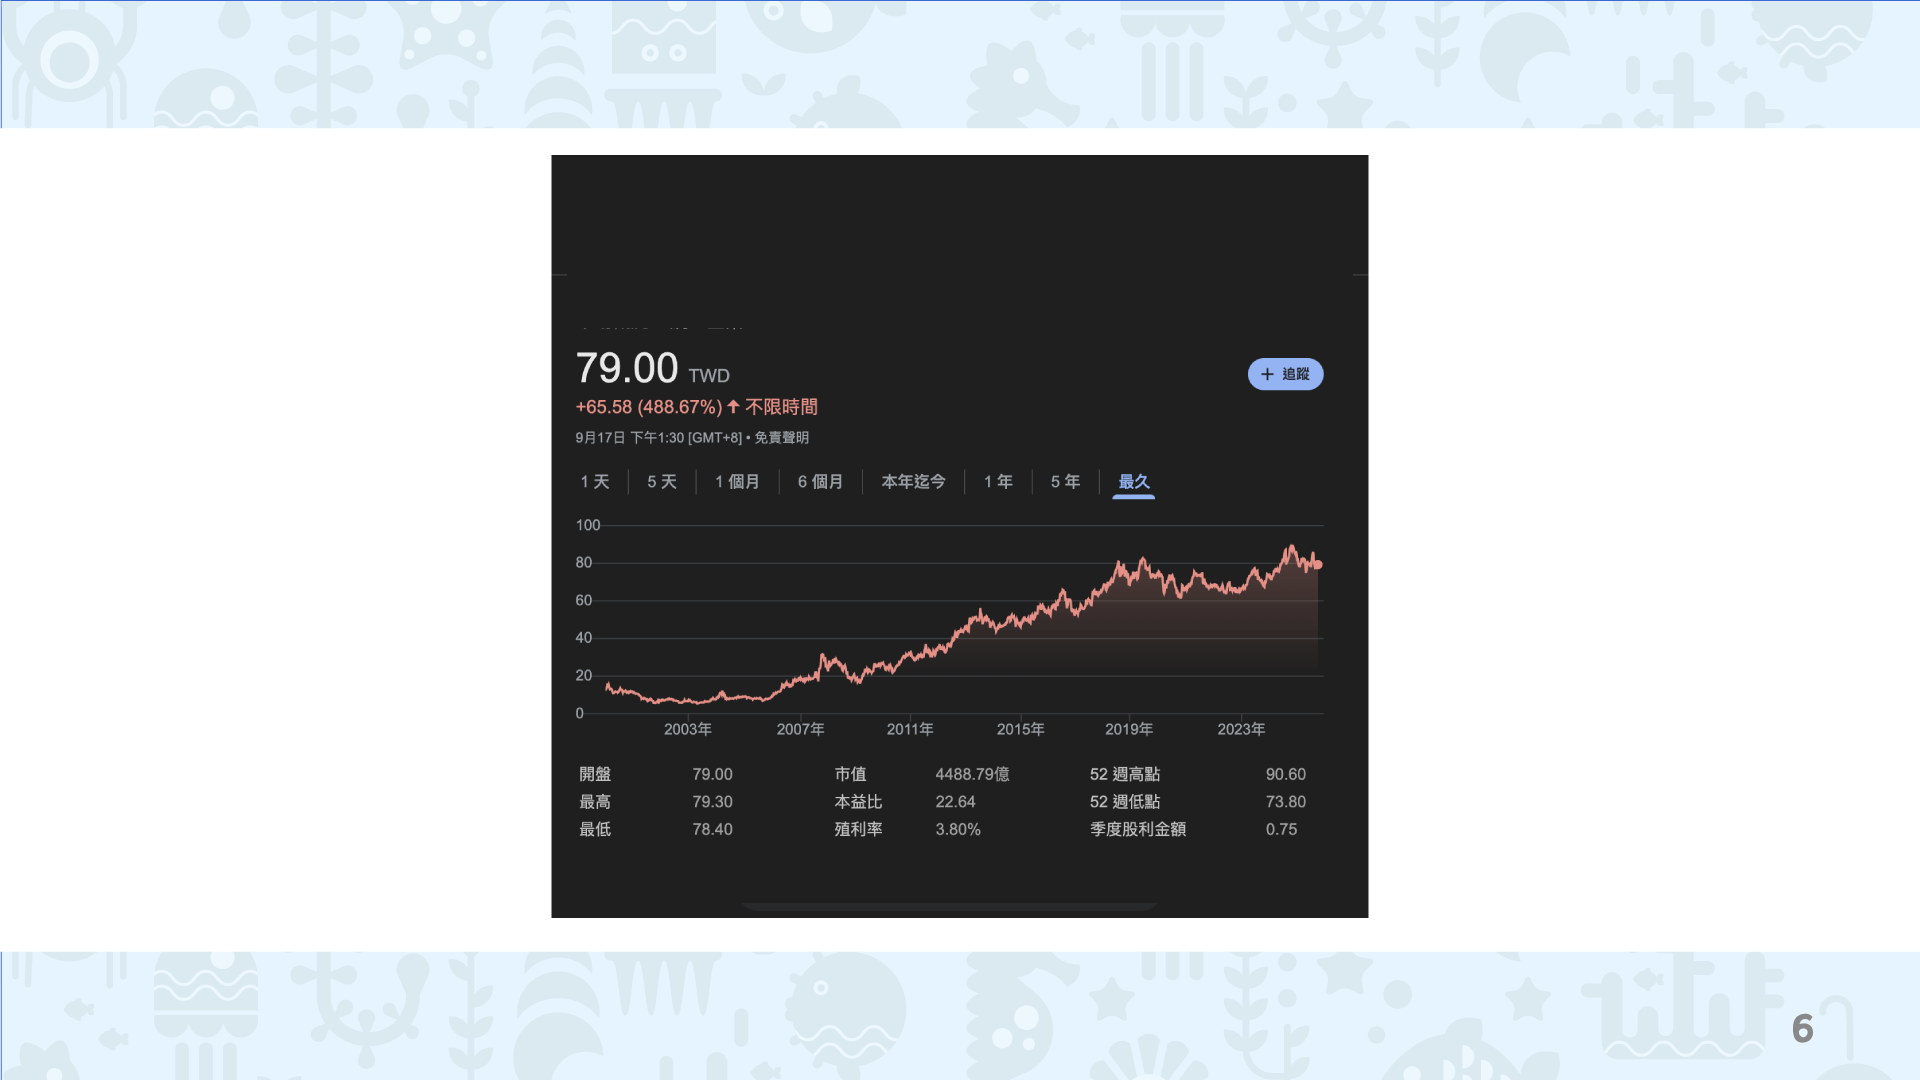 79.00 TWD
+ 追蹤
+65.58 (488.67%) ↑ 不限時間
9月17日 下午1:30 [GMT+8] • 免責聲明
1 天 5 天 1 個月 6 個月 本年迄今 1 年 5 年 最久
100
80
60
40
20
0
2003年 2007年 2011年 2015年 2019年 2023年
開盤 79.00 市值 4488.79億 52 週高點 90.60
最高 79.30 本益比 22.64 52 週低點 73.80
最低 78.40 殖利率 3.80% 季度股利金額 0.75
6